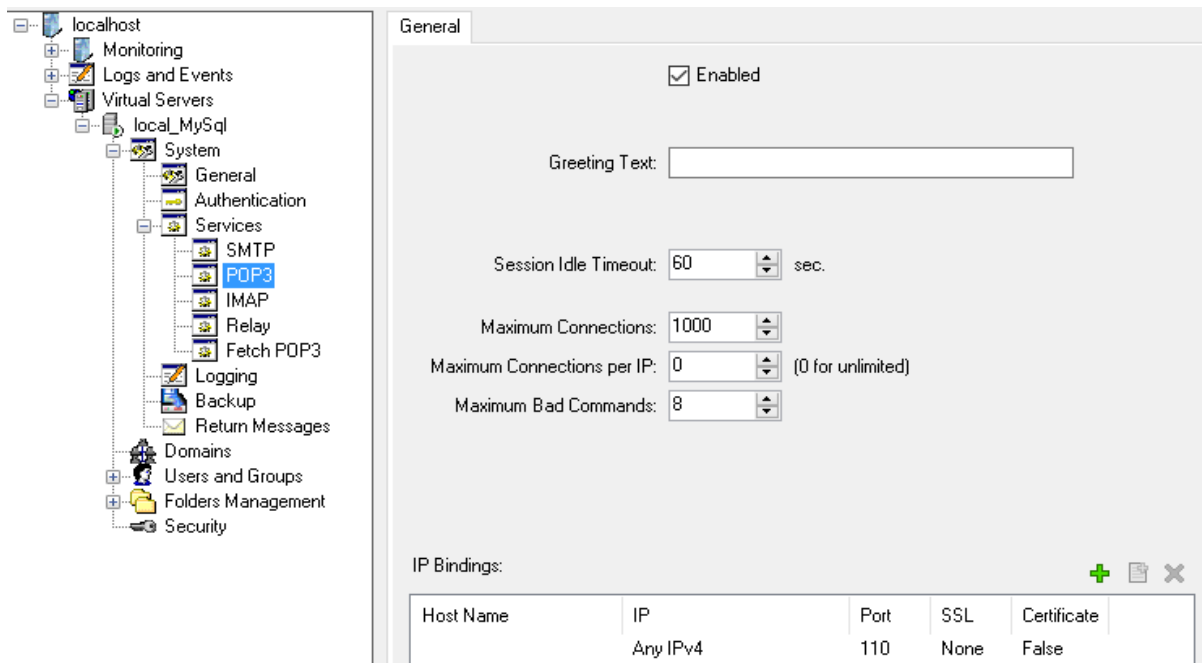 localhost
Monitoring
Logs and Events
Virtual Servers
local_MySql
System
General
Authentication
Services
SMTP
POP3
IMAP
Relay
Fetch POP3
Logging
Backup
Return Messages
Domains
Users and Groups
Folders Management
Security
General
Enabled
Greeting Text:
Session Idle Timeout: 60 sec.
Maximum Connections: 1000
Maximum Connections per IP: 0 (0 for unlimited)
Maximum Bad Commands: 8
IP Bindings:
Host Name IP Port SSL Certificate
Any IPv4 110 None False